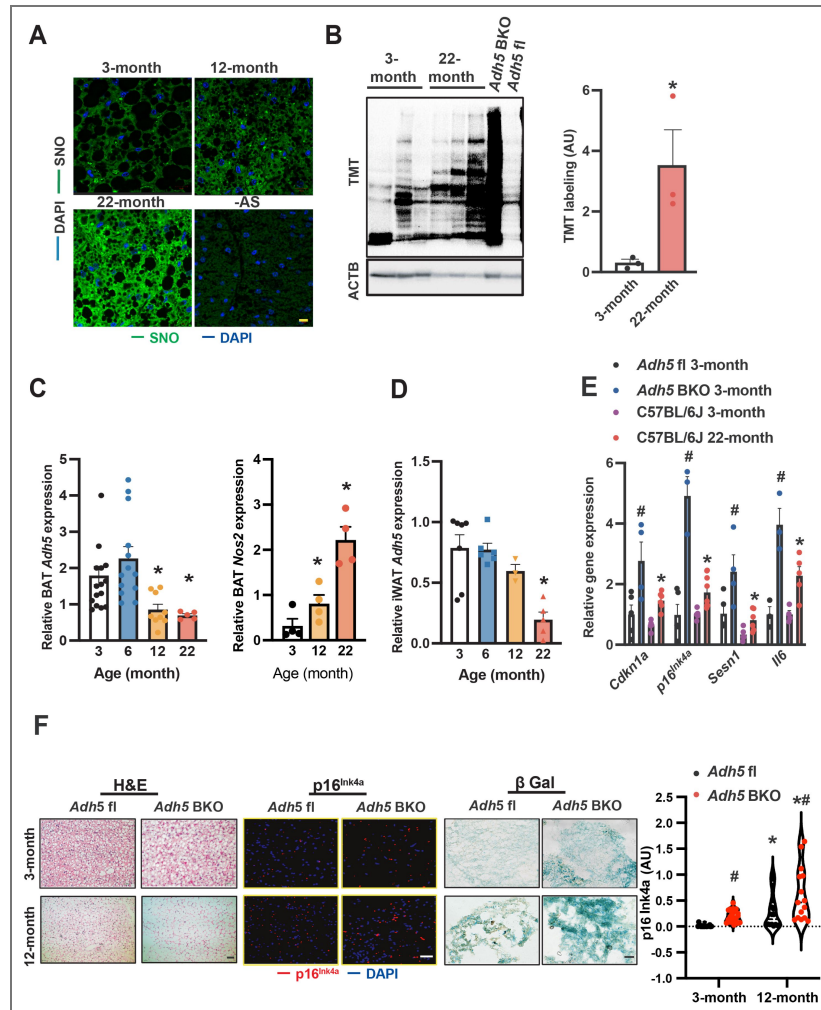 A
3-month
12-month
SNO
DAPI
22-month
-AS
SNO DAPI
B
3-
month
22-
month
Adh5 BKO
Adh5 fl
TMT
ACTB
TMT labeling (AU)
6
4
2
0
*
3-month
22-month
C
Relative BAT Adh5 expression
5
4
3
2
1
0
* *
3 6 12 22
Age (month)
Relative BAT Nos2 expression
4
3
2
1
0
* *
3 12 22
Age (month)
D
Relative iWAT Adh5 expression
1.5
1.0
0.5
0.0
*
3 6 12 22
Age (month)
E
Adh5 fl 3-month
Adh5 BKO 3-month
C57BL/6J 3-month
C57BL/6J 22-month
Relative gene expression
6
5
4
3
2
1
0
# * # * # * # *
Cdkn1a
p16Ink4a
Sesn1
Il6
F
H&E
p16Ink4a
β Gal
Adh5 fl Adh5 BKO Adh5 fl Adh5 BKO Adh5 fl Adh5 BKO
3-month
12-month
p16Ink4a DAPI
Adh5 fl
Adh5 BKO
p16 Ink4a (AU)
2.5
2.0
1.5
1.0
0.5
0.0
-0.5
-1.0
# * *#
3-month 12-month